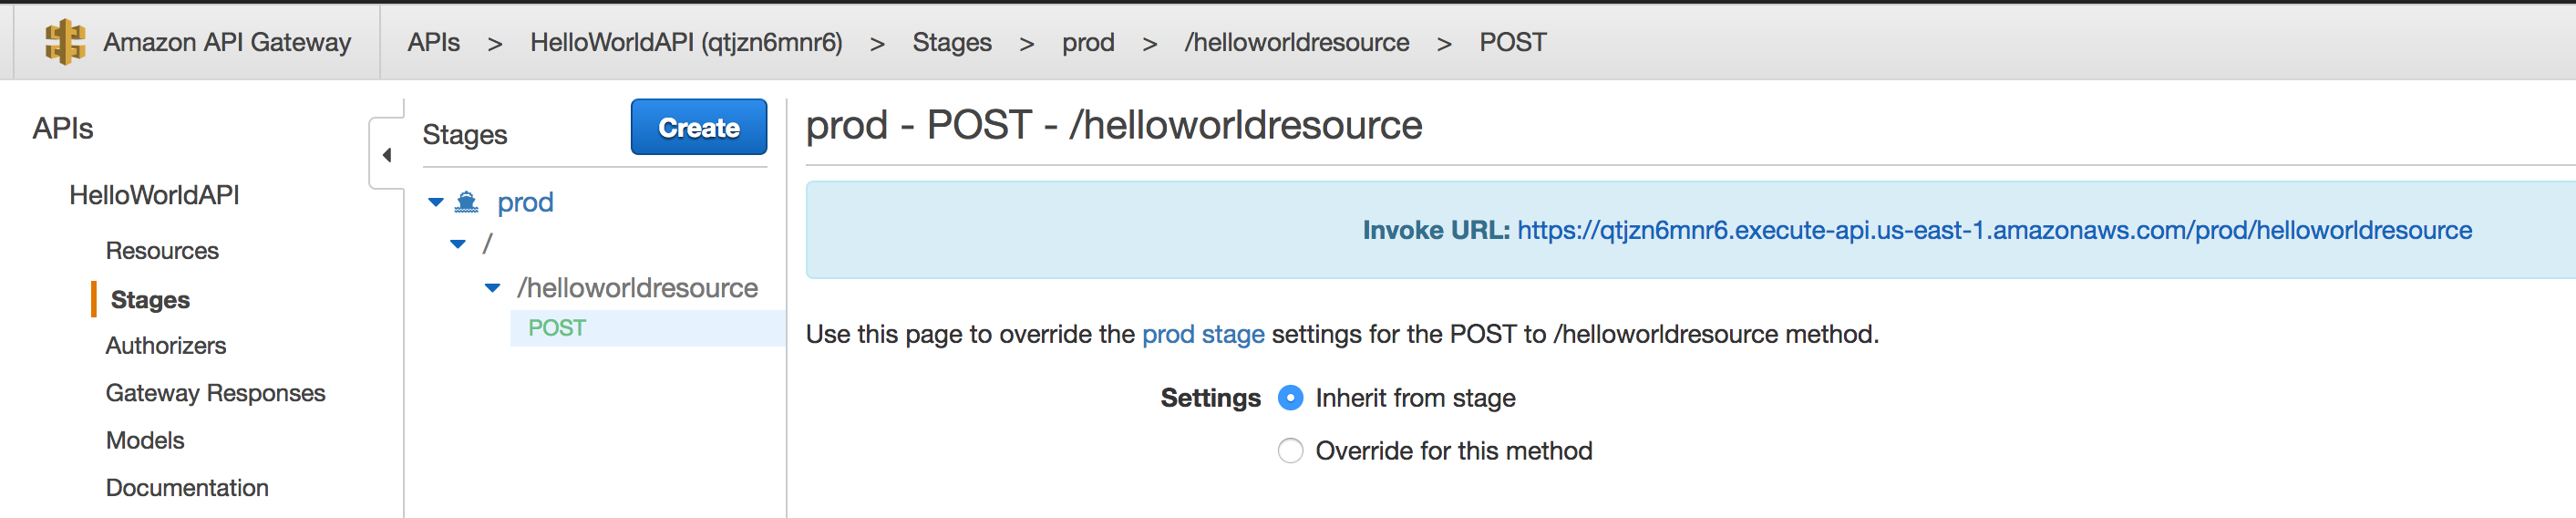 Amazon API Gateway APIs > HelloWorldAPI (qtjzn6mnr6) > Stages > prod > /helloworldresource > POST
APIs
HelloWorldAPI
Resources
Stages
Authorizers
Gateway Responses
Models
Documentation
Stages Create
prod
/
/helloworldresource
POST
prod - POST - /helloworldresource
Invoke URL: https://qtjzn6mnr6.execute-api.us-east-1.amazonaws.com/prod/helloworldresource
Use this page to override the prod stage settings for the POST to /helloworldresource method.
Settings Inherit from stage
Override for this method